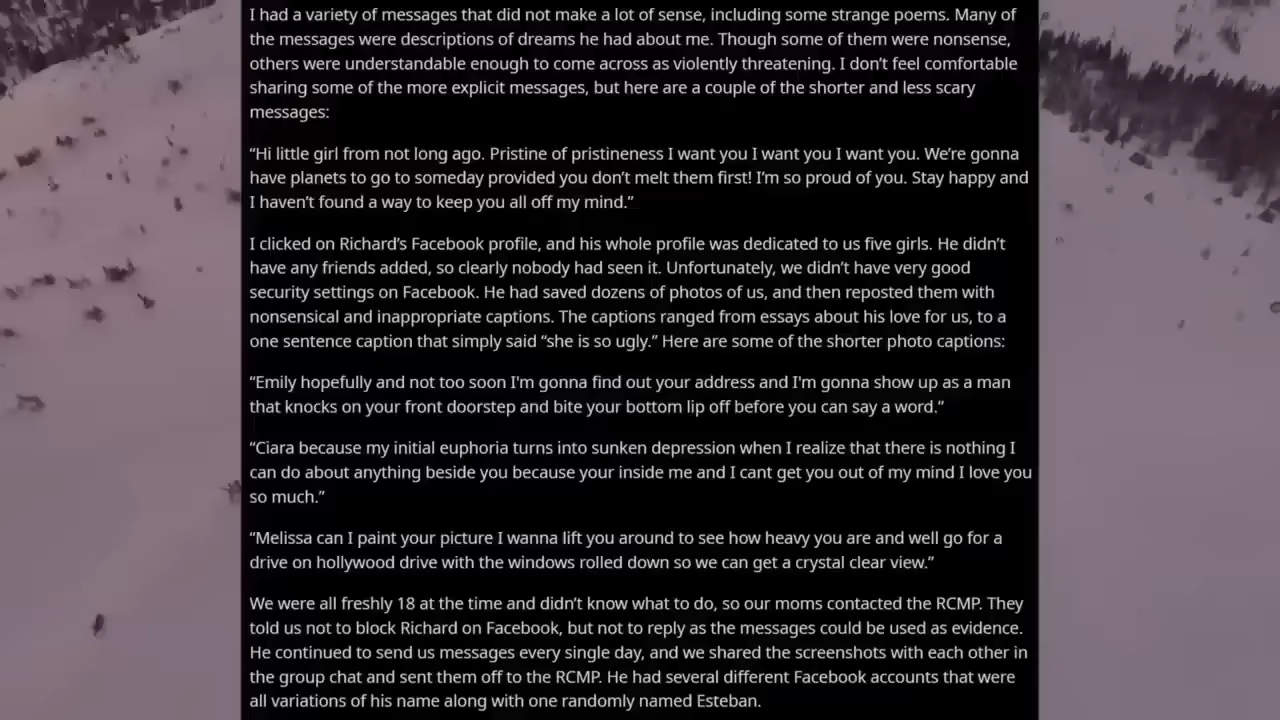 I had a variety of messages that did not make a lot of sense, including some strange poems. Many of
the messages were descriptions of dreams he had about me. Though some of them were nonsense,
others were understandable enough to come across as violently threatening. I don’t feel comfortable
sharing some of the more explicit messages, but here are a couple of the shorter and less scary
messages:
“Hi little girl from not long ago. Pristine of pristineness I want you I want you I want you. We’re gonna
have planets to go to someday provided you don’t melt them first! I’m so proud of you. Stay happy and
I haven’t found a way to keep you all off my mind.”
I clicked on Richard’s Facebook profile, and his whole profile was dedicated to us five girls. He didn’t
have any friends added, so clearly nobody had seen it. Unfortunately, we didn’t have very good
security settings on Facebook. He had saved dozens of photos of us, and then reposted them with
nonsensical and inappropriate captions. The captions ranged from essays about his love for us, to a
one sentence caption that simply said “she is so ugly.” Here are some of the shorter photo captions:
“Emily hopefully and not too soon I'm gonna find out your address and I'm gonna show up as a man
that knocks on your front doorstep and bite your bottom lip off before you can say a word.”
“Ciara because my initial euphoria turns into sunken depression when I realize that there is nothing I
can do about anything beside you because your inside me and I cant get you out of my mind I love you
so much.”
“Melissa can I paint your picture I wanna lift you around to see how heavy you are and well go for a
drive on hollywood drive with the windows rolled down so we can get a crystal clear view.”
We were all freshly 18 at the time and didn’t know what to do, so our moms contacted the RCMP. They
told us not to block Richard on Facebook, but not to reply as the messages could be used as evidence.
He continued to send us messages every single day, and we shared the screenshots with each other in
the group chat and sent them off to the RCMP. He had several different Facebook accounts that were
all variations of his name along with one randomly named Esteban.